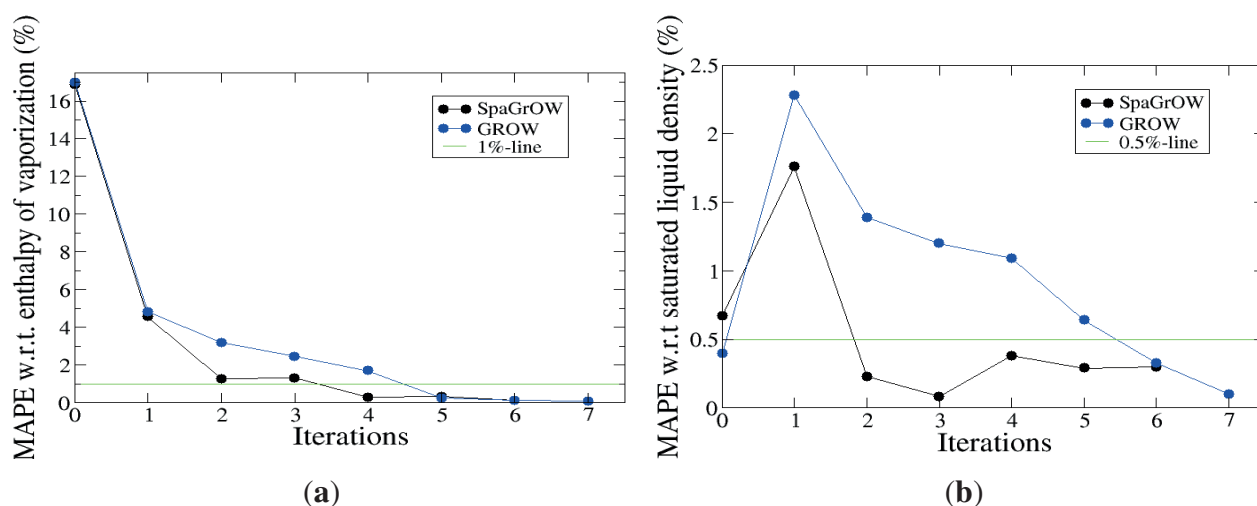 MAPE w.r.t. enthalpy of vaporization (%)
16
14
12
10
8
6
4
2
0
SpaGrOW
GROW
1%-line
0 1 2 3 4 5 6 7
Iterations
(a)
MAPE w.r.t saturated liquid density (%)
2.5
2
1.5
1
0.5
0
SpaGrOW
GROW
0.5%-line
0 1 2 3 4 5 6 7
Iterations
(b)